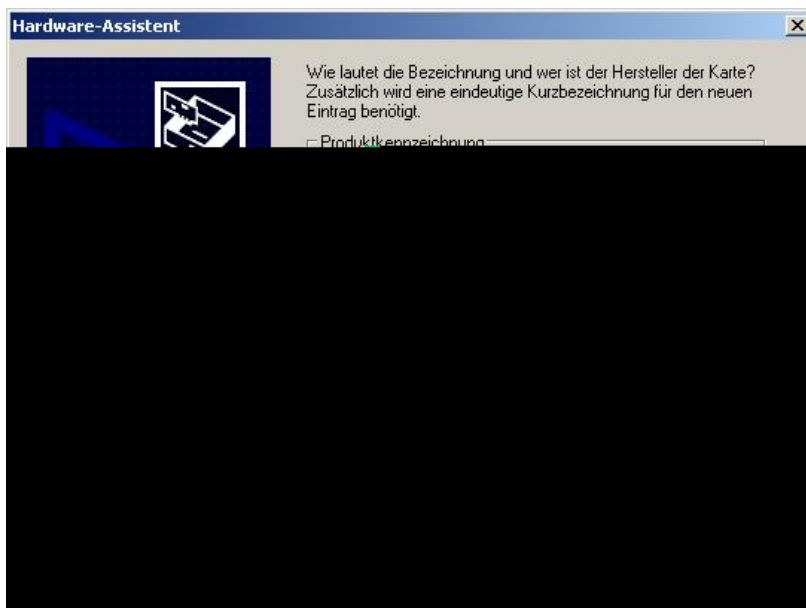 Hardware-Assistent
Wie lautet die Bezeichnung und wer ist der Hersteller der Karte?
Zusätzlich wird eine eindeutige Kurzbezeichnung für den neuen
Eintrag benötigt.
Produktkennzeichnung